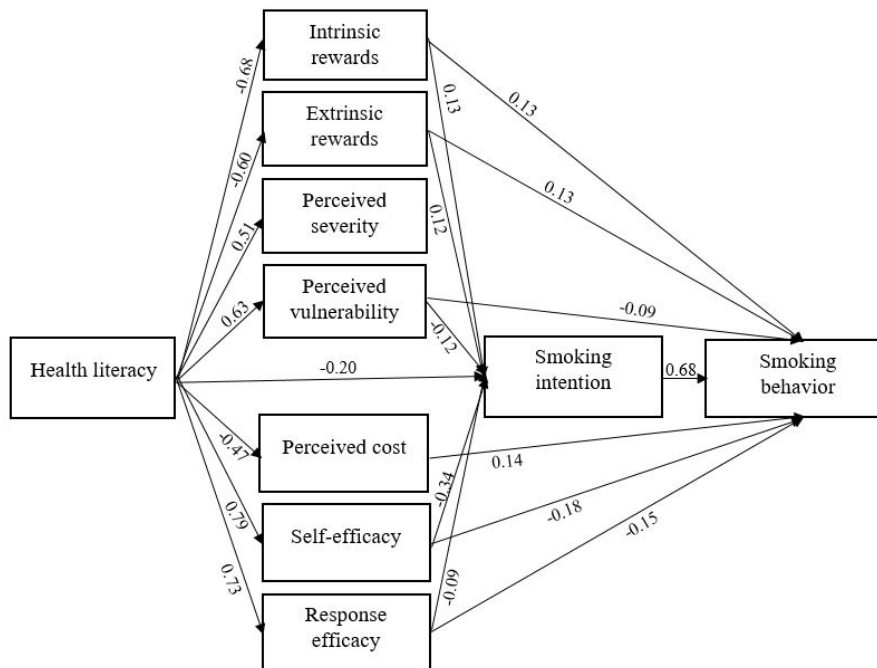 Intrinsic
rewards
-0.68
0.13
0.13
Extrinsic
rewards
-0.60
0.13
Perceived
severity
0.51
0.12
Perceived
vulnerability
0.63
-0.12
-0.09
Health literacy
-0.20
Smoking
intention
0.68
Smoking
behavior
-0.47
Perceived cost
0.14
-0.34
0.79
Self-efficacy
-0.18
-0.15
0.73
Response
efficacy
-0.09